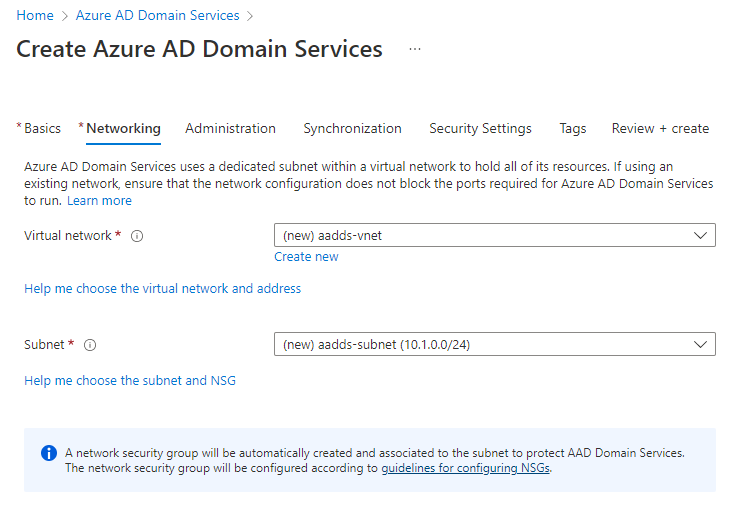 Home > Azure AD Domain Services >
Create Azure AD Domain Services ...
* Basics * Networking Administration Synchronization Security Settings Tags Review + create
Azure AD Domain Services uses a dedicated subnet within a virtual network to hold all of its resources. If using an
existing network, ensure that the network configuration does not block the ports required for Azure AD Domain Services
to run. Learn more
Virtual network * (new) aadds-vnet
Create new
Help me choose the virtual network and address
Subnet * (new) aadds-subnet (10.1.0.0/24)
Help me choose the subnet and NSG
A network security group will be automatically created and associated to the subnet to protect AAD Domain Services.
The network security group will be configured according to guidelines for configuring NSGs.